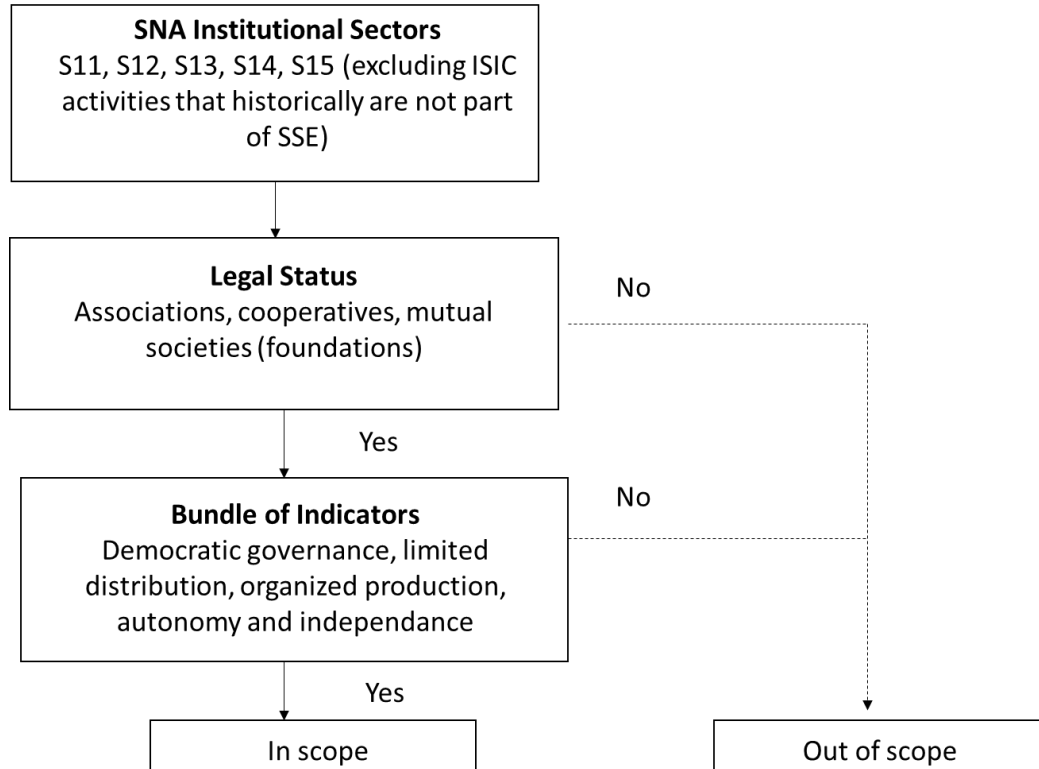 SNA Institutional Sectors
S11, S12, S13, S14, S15 (excluding ISIC
activities that historically are not part
of SSE)
Legal Status
Associations, cooperatives, mutual
societies (foundations)
No
Yes
Bundle of Indicators
Democratic governance, limited
distribution, organized production,
autonomy and independance
No
Yes
In scope
Out of scope